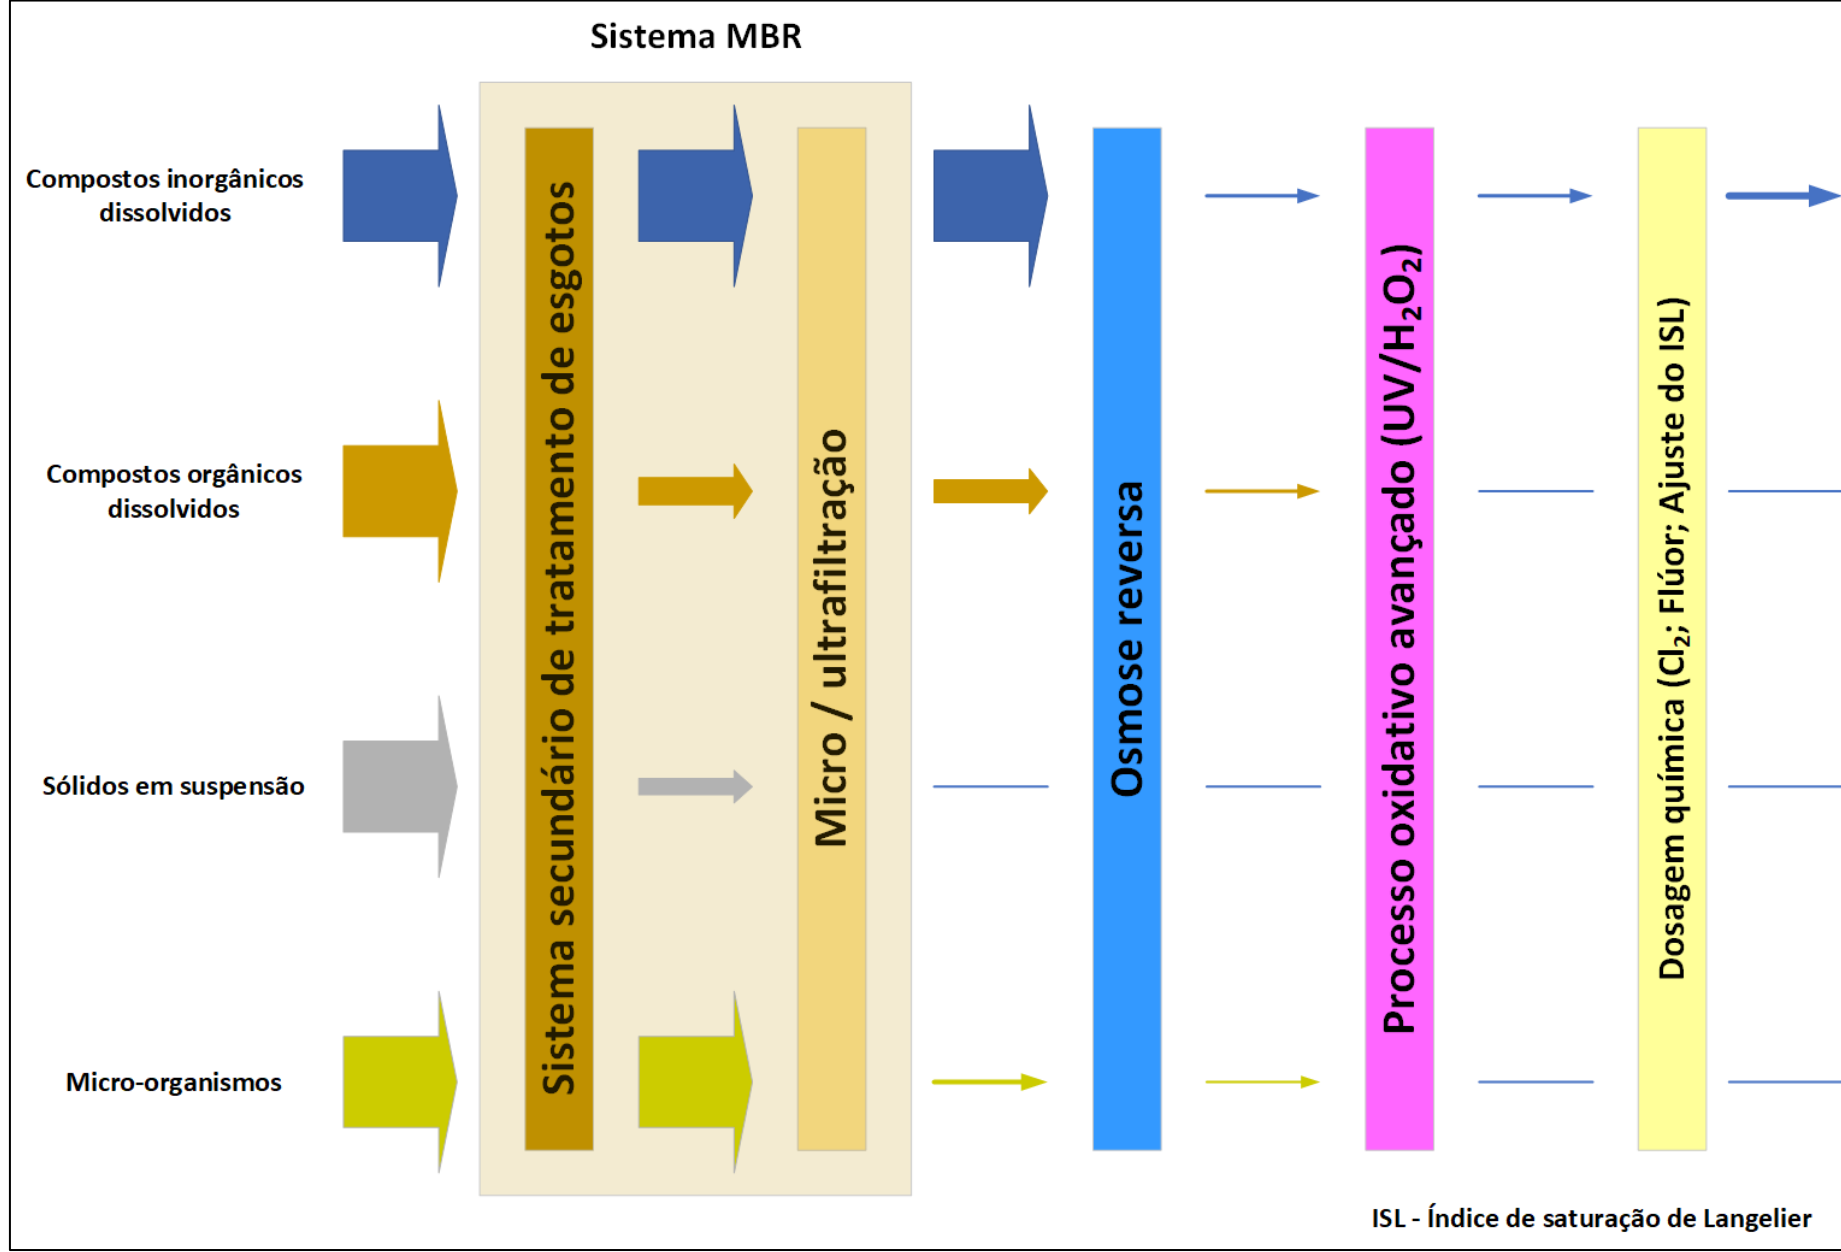 Sistema MBR
Compostos inorgânicos
dissolvidos
Compostos orgânicos
dissolvidos
Sólidos em suspensão
Micro-organismos
Sistema secundário de tratamento de esgotos
Micro / ultrafiltração
Osmose reversa
Processo oxidativo avançado (UV/H₂O₂)
Dosagem química (Cl₂; Flúor; Ajuste do ISL)
ISL - Índice de saturação de Langelier